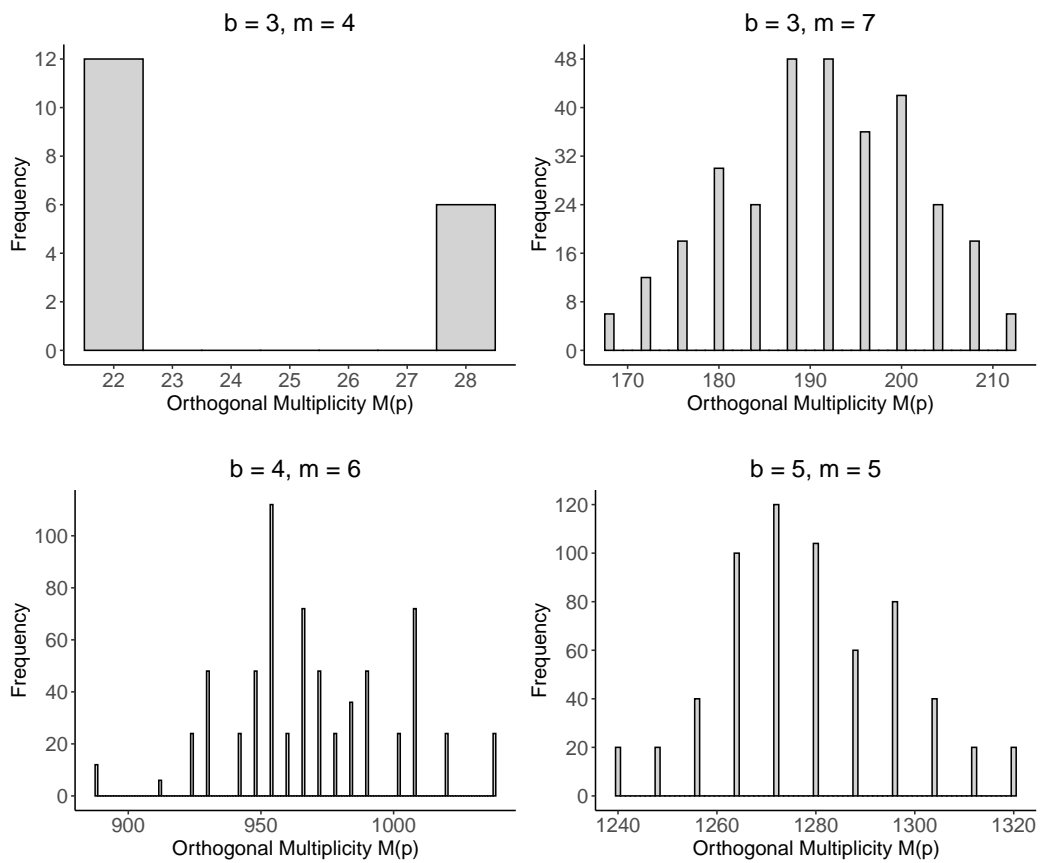 b = 3, m = 4
Frequency
12
10
8
6
4
2
0
22 23 24 25 26 27 28
Orthogonal Multiplicity M(p)
b = 3, m = 7
Frequency
48
40
32
24
16
8
0
170 180 190 200 210
Orthogonal Multiplicity M(p)
b = 4, m = 6
Frequency
100
80
60
40
20
0
900 950 1000
Orthogonal Multiplicity M(p)
b = 5, m = 5
Frequency
120
100
80
60
40
20
0
1240 1260 1280 1300 1320
Orthogonal Multiplicity M(p)